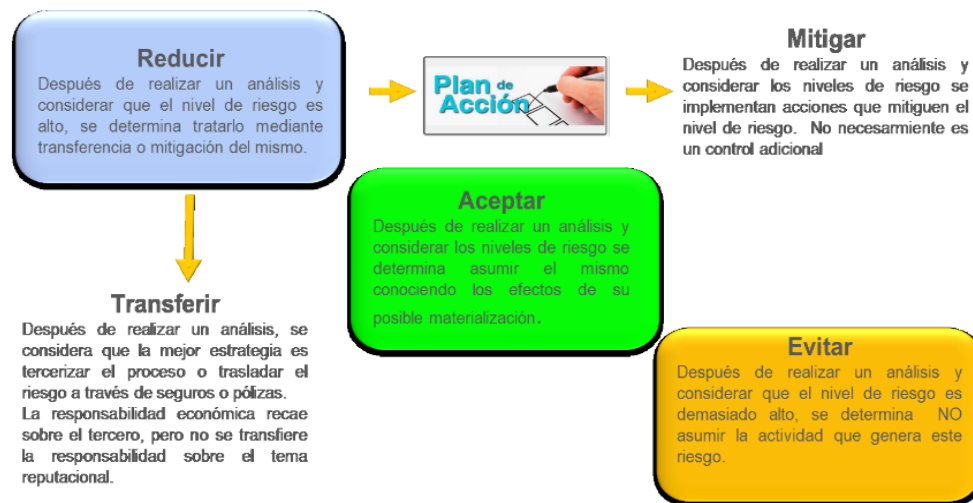 Reducir
Después de realizar un análisis y
considerar que el nivel de riesgo es
alto, se determina tratarlo mediante
transferencia o mitigación del mismo.
Plan de
Acción
Mitigar
Después de realizar un análisis y
considerar los niveles de riesgo se
implementan acciones que mitiguen el
nivel de riesgo. No necesarmiente es
un control adicional
Aceptar
Después de realizar un análisis y
considerar los niveles de riesgo se
determina asumir el mismo
conociendo los efectos de su
posible materialización.
Transferir
Después de realizar un análisis, se
considera que la mejor estrategia es
tercerizar el proceso o trasladar el
riesgo a través de seguros o pólizas.
La responsabilidad económica recae
sobre el tercero, pero no se transfiere
la responsabilidad sobre el tema
reputacional.
Evitar
Después de realizar un análisis y
considerar que el nivel de riesgo es
demasiado alto, se determina NO
asumir la actividad que genera este
riesgo.